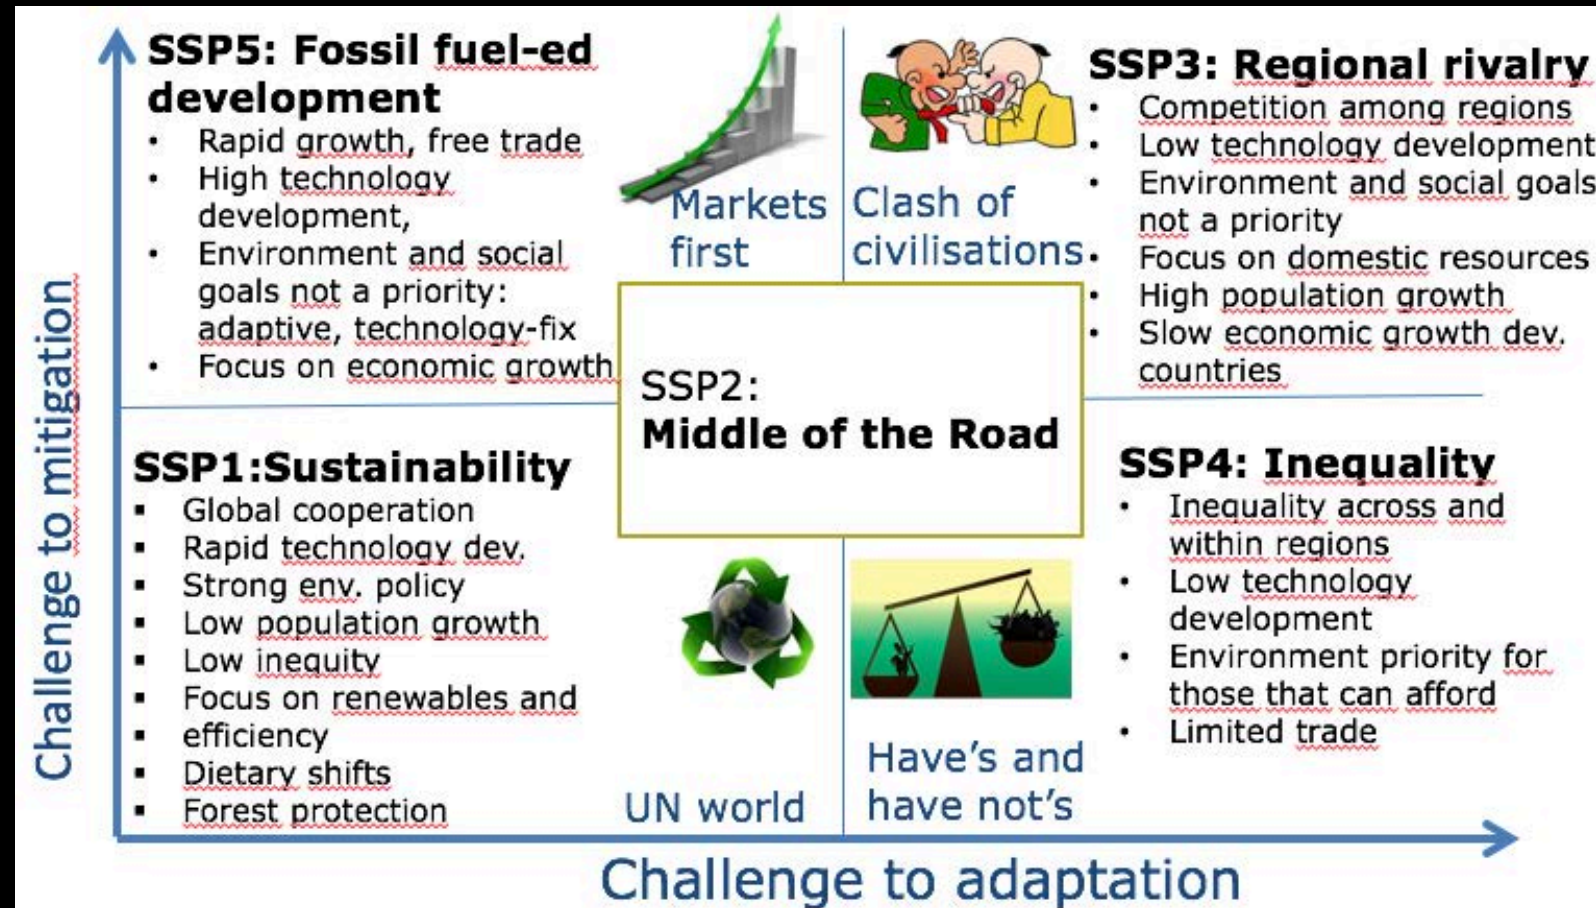 SSP5: Fossil fuel-ed
development
• Rapid growth, free trade
• High technology
development,
• Environment and social
goals not a priority:
adaptive, technology-fix
• Focus on economic growth
Markets
first
Clash of
civilisations
SSP3: Regional rivalry
• Competition among regions
• Low technology development
• Environment and social goals
not a priority
• Focus on domestic resources
• High population growth
• Slow economic growth dev.
countries
SSP2:
Middle of the Road
SSP1:Sustainability
▪ Global cooperation
▪ Rapid technology dev.
▪ Strong env. policy
▪ Low population growth
▪ Low inequity
▪ Focus on renewables and
▪ efficiency
▪ Dietary shifts
▪ Forest protection
UN world
Have's and
have not's
SSP4: Inequality
• Inequality across and
within regions
• Low technology
development
• Environment priority for
those that can afford
• Limited trade
Challenge to mitigation
Challenge to adaptation